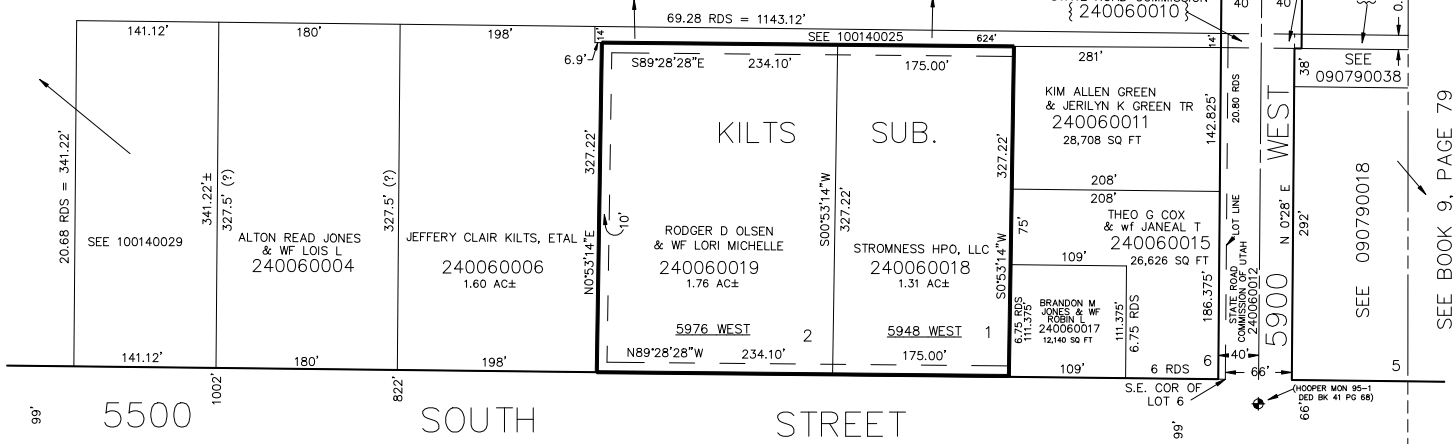 69.28 RDS = 1143.12'
240060010
40'
40'
141.12'
180'
198'
14'
SEE 100140025
624'
14'
6.9'
S89°28'28"E
234.10'
175.00'
281'
38'
SEE
090790038
20.68 RDS = 341.22'
341.22'±
327.5' (?)
327.5' (?)
327.22'
N0°53'14"E
10'
KILTS SUB.
S00°53'14"W
327.22'
327.22'
S0°53'14"W
KIM ALLEN GREEN
& JERILYN K GREEN TR
240060011
28,708 SQ FT
142.825'
20.80 RDS
208'
208'
SEE 100140029
ALTON READ JONES
& WF LOIS L
240060004
JEFFERY CLAIR KILTS, ETAL
240060006
1.60 AC±
RODGER D OLSEN
& WF LORI MICHELLE
240060019
1.76 AC±
5976 WEST
2
STROMNESS HPO, LLC
240060018
1.31 AC±
5948 WEST
1
75'
THEO G COX
& wf JANEAL T
240060015
26,626 SQ FT
109'
6.75 RDS
111.375'
BRANDON M
JONES & WF
ROBIN L
240060017
12,140 SQ FT
111.375'
6.75 RDS
186.375'
LOT LINE
STATE ROAD
COMMISSION OF UTAH
240060012
5900 WEST
N 0°28' E
292'
SEE 090790018
SEE BOOK 9, PAGE 79
141.12'
180'
198'
N89°28'28"W
234.10'
175.00'
109'
6 RDS
6
40'
66'
5
S.E. COR OF
LOT 6
(HOOPER MON 95-1
DED BK 41 PG 68)
99'
1002'
822'
99'
66'
5500 SOUTH STREET